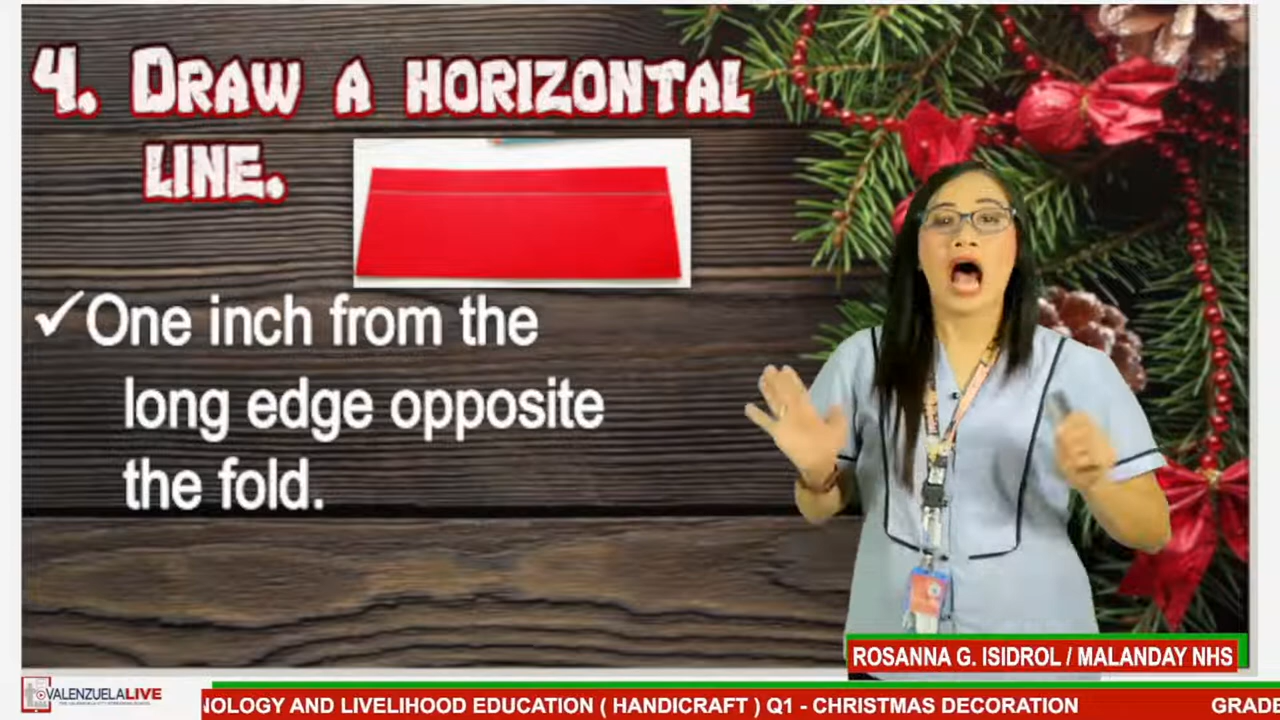 4. DRAW A HORIZONTAL
LINE.
✓One inch from the
long edge opposite
the fold.
ROSANNA G. ISIDROL / MALANDAY NHS
VALENZUELALIVE
NOLOGY AND LIVELIHOOD EDUCATION ( HANDICRAFT ) Q1 - CHRISTMAS DECORATION GRADE